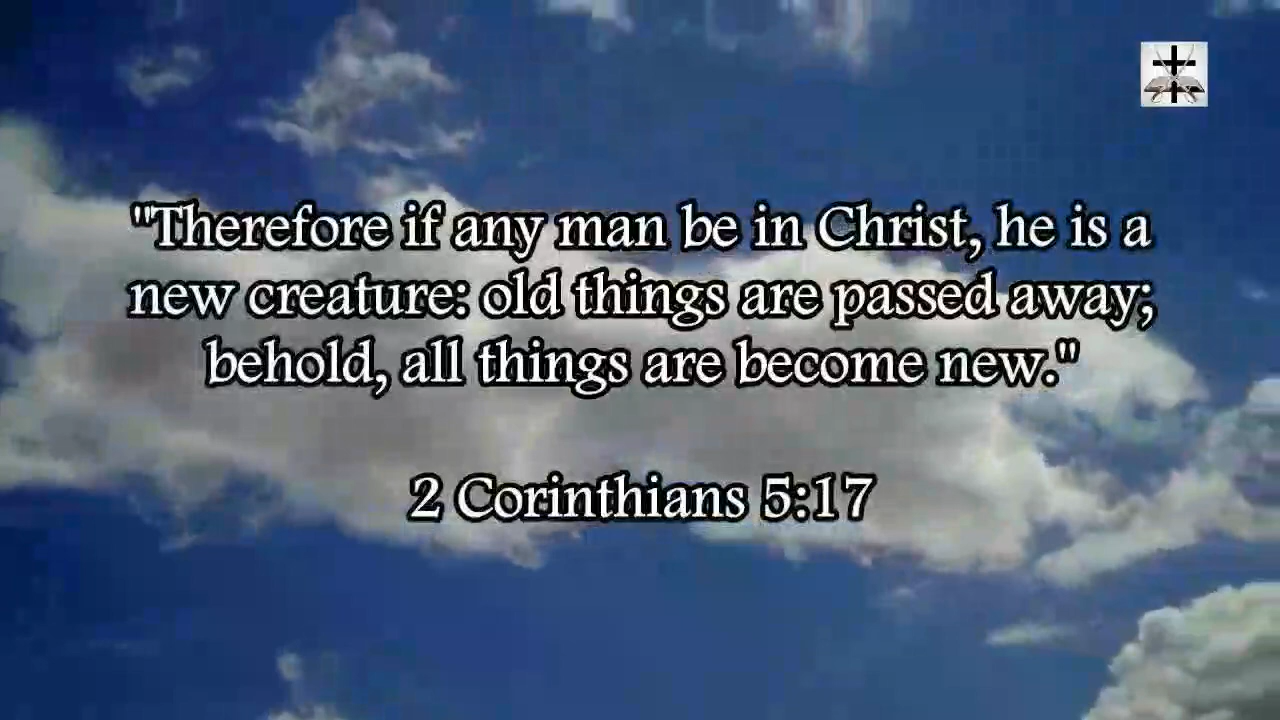 "Therefore if any man be in Christ, he is a
new creature: old things are passed away;
behold, all things are become new."
2 Corinthians 5:17